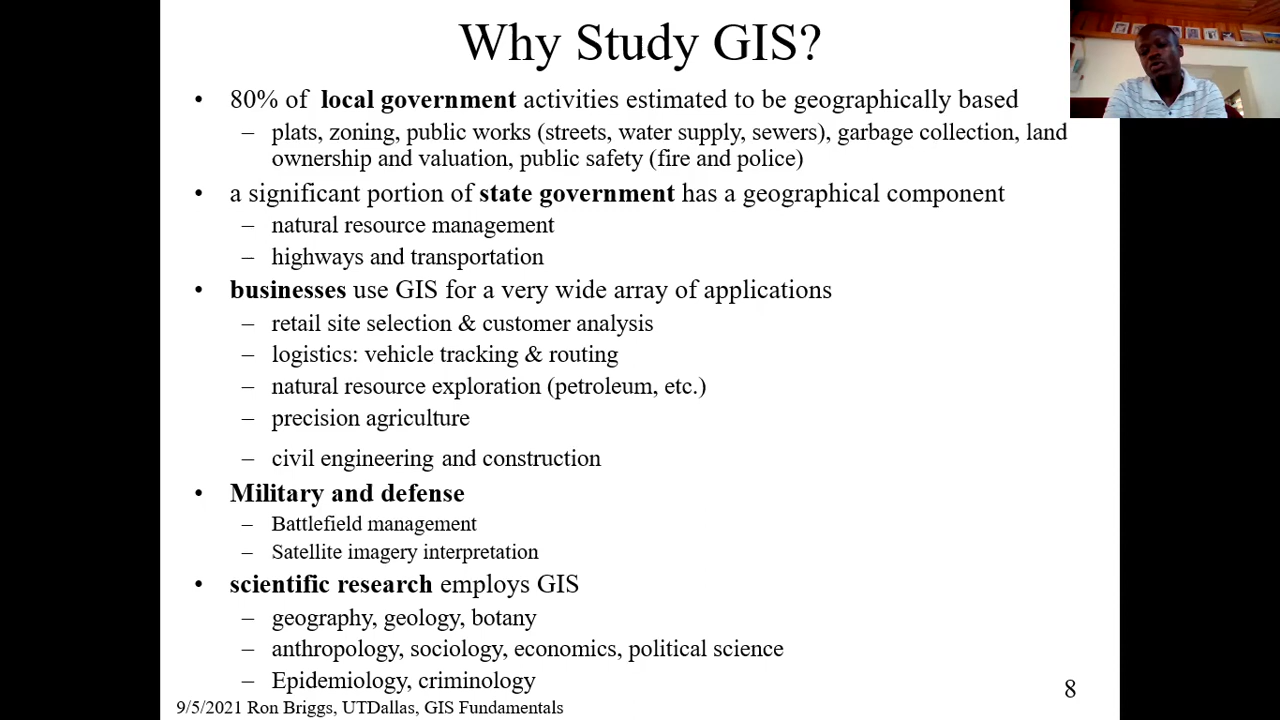 Why Study GIS?
• 80% of local government activities estimated to be geographically based
– plats, zoning, public works (streets, water supply, sewers), garbage collection, land
ownership and valuation, public safety (fire and police)
• a significant portion of state government has a geographical component
– natural resource management
– highways and transportation
• businesses use GIS for a very wide array of applications
– retail site selection & customer analysis
– logistics: vehicle tracking & routing
– natural resource exploration (petroleum, etc.)
– precision agriculture
– civil engineering and construction
• Military and defense
– Battlefield management
– Satellite imagery interpretation
• scientific research employs GIS
– geography, geology, botany
– anthropology, sociology, economics, political science
– Epidemiology, criminology
8
9/5/2021 Ron Briggs, UTDallas, GIS Fundamentals